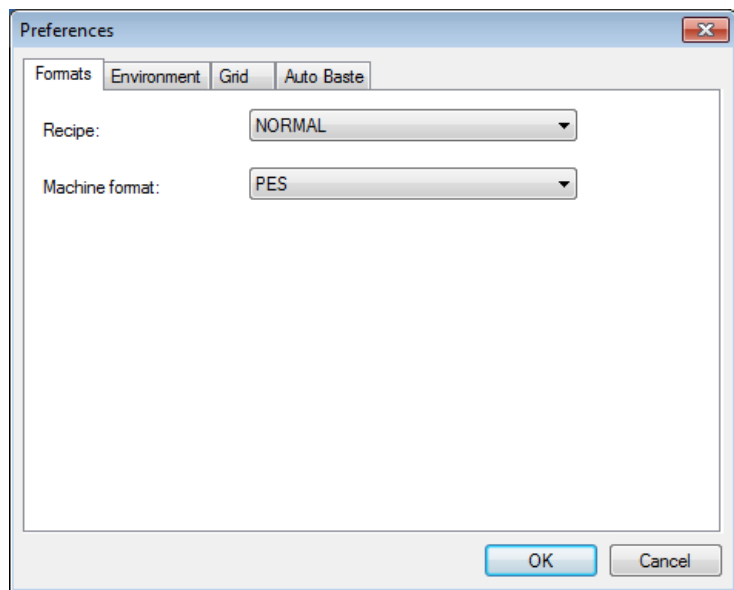 Preferences
Formats Environment Grid Auto Baste
Recipe: NORMAL
Machine format: PES
OK Cancel